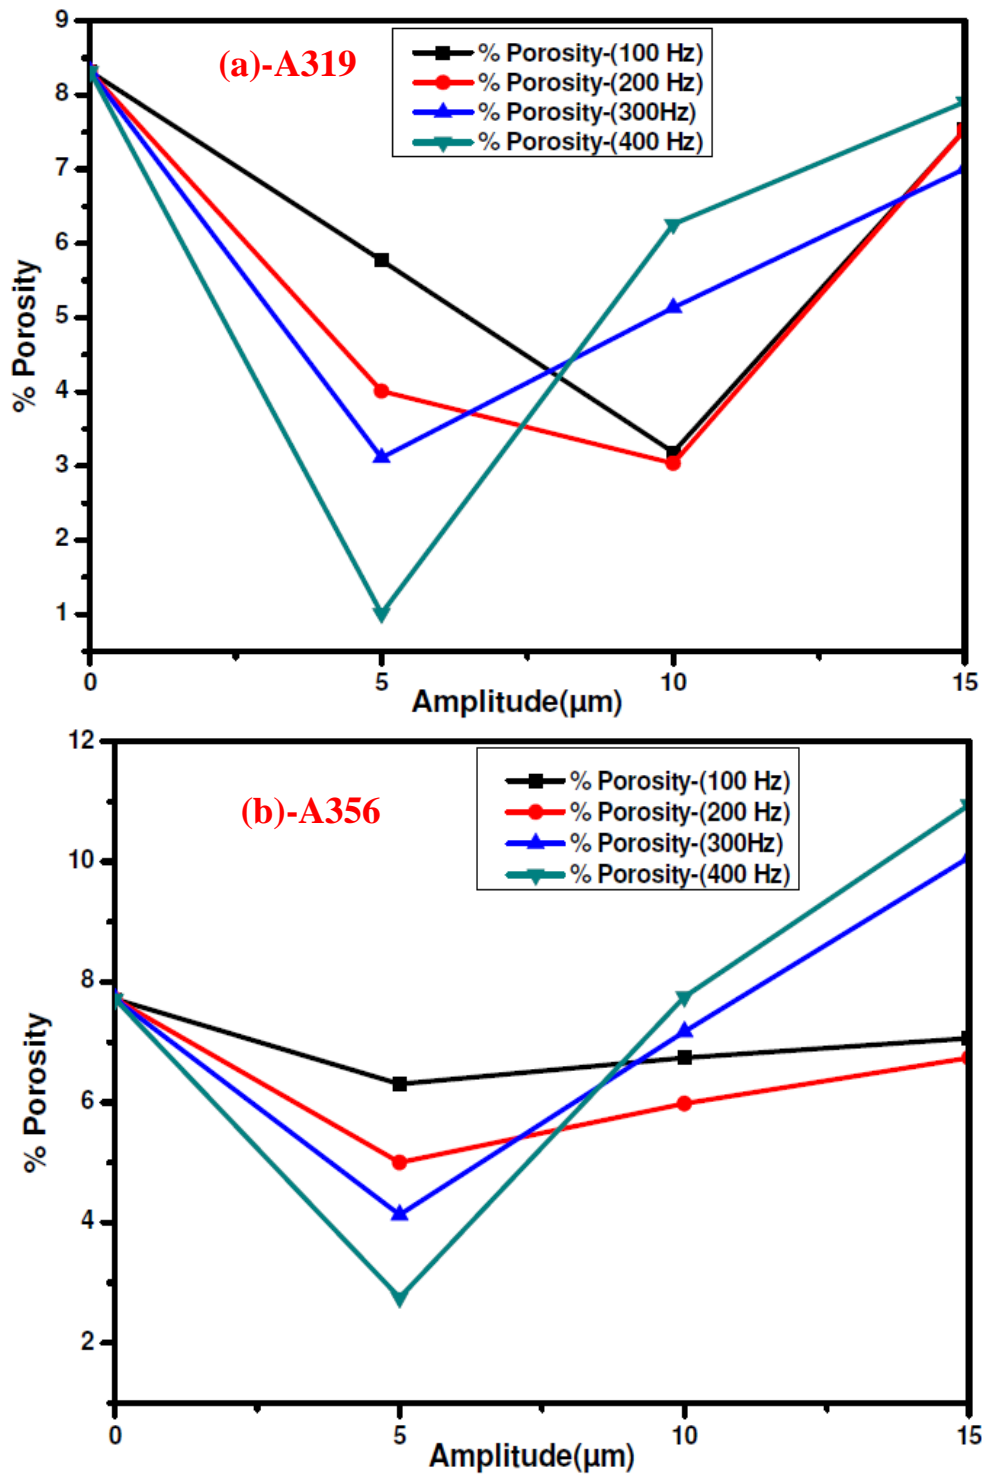 (a)-A319
% Porosity-(100 Hz)
% Porosity-(200 Hz)
% Porosity-(300Hz)
% Porosity-(400 Hz)
9
8
7
6
5
4
3
2
1
% Porosity
0
5
10
15
Amplitude(µm)
(b)-A356
% Porosity-(100 Hz)
% Porosity-(200 Hz)
% Porosity-(300Hz)
% Porosity-(400 Hz)
12
10
8
6
4
2
% Porosity
0
5
10
15
Amplitude(µm)